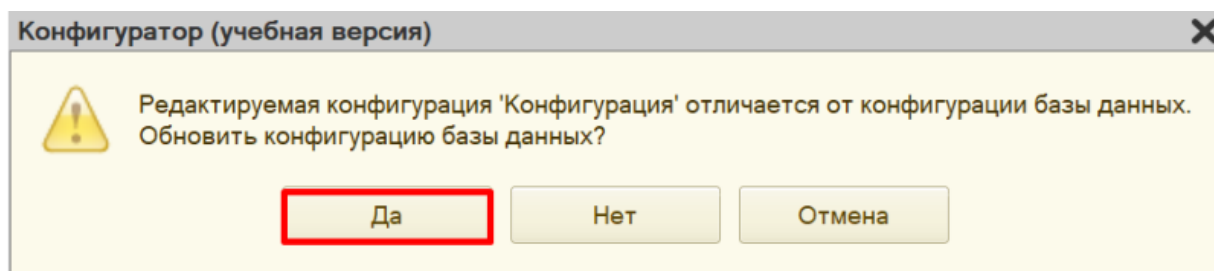 Конфигуратор (учебная версия)
Редактируемая конфигурация 'Конфигурация' отличается от конфигурации базы данных.
Обновить конфигурацию базы данных?
Да
Нет
Отмена